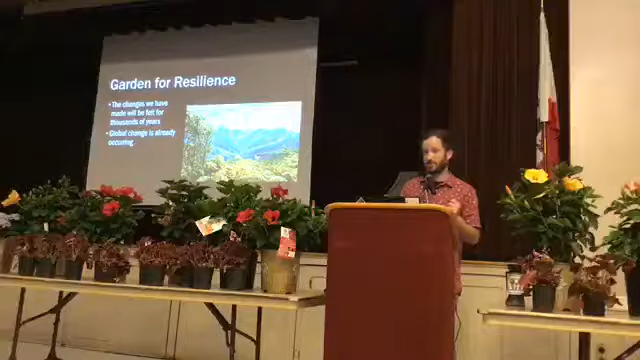 Garden for Resilience
• The changes we have
made will be felt for
thousands of years
• Global change is already
occurring